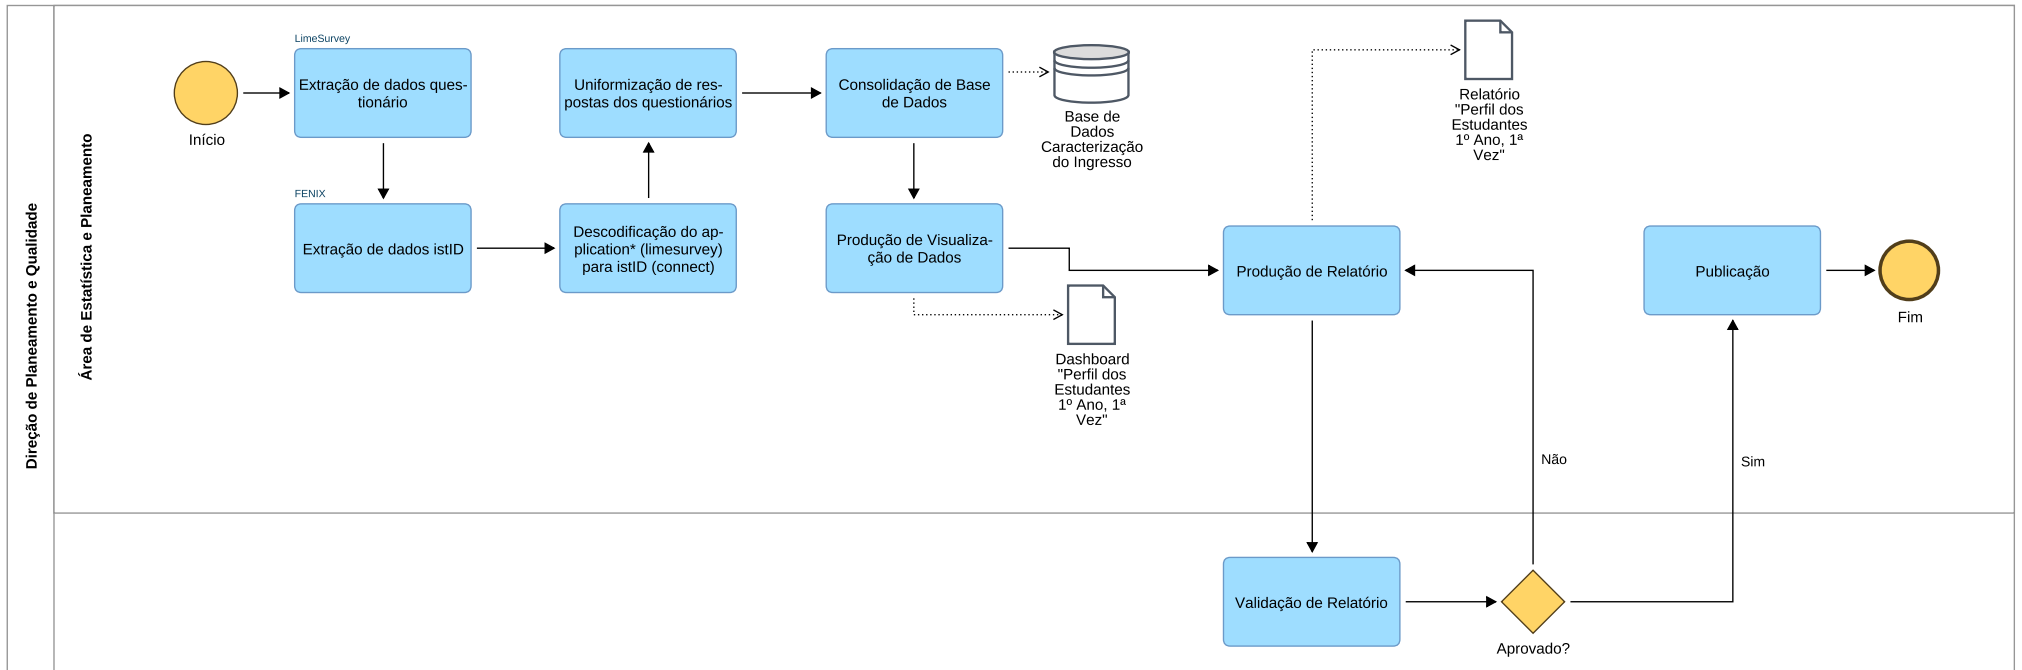 Direção de Planeamento e Qualidade
Área de Estatística e Planeamento
Início
LimeSurvey
Extração de dados ques-
tionário
FENIX
Extração de dados istID
Descodificação do ap-
plication* (limesurvey)
para istID (connect)
Uniformização de res-
postas dos questionários
Consolidação de Base
de Dados
Base de
Dados
Caracterização
do Ingresso
Produção de Visualiza-
ção de Dados
Dashboard
"Perfil dos
Estudantes
1º Ano, 1ª
Vez"
Produção de Relatório
Relatório
"Perfil dos
Estudantes
1º Ano, 1ª
Vez"
Validação de Relatório
Aprovado?
Não
Sim
Publicação
Fim